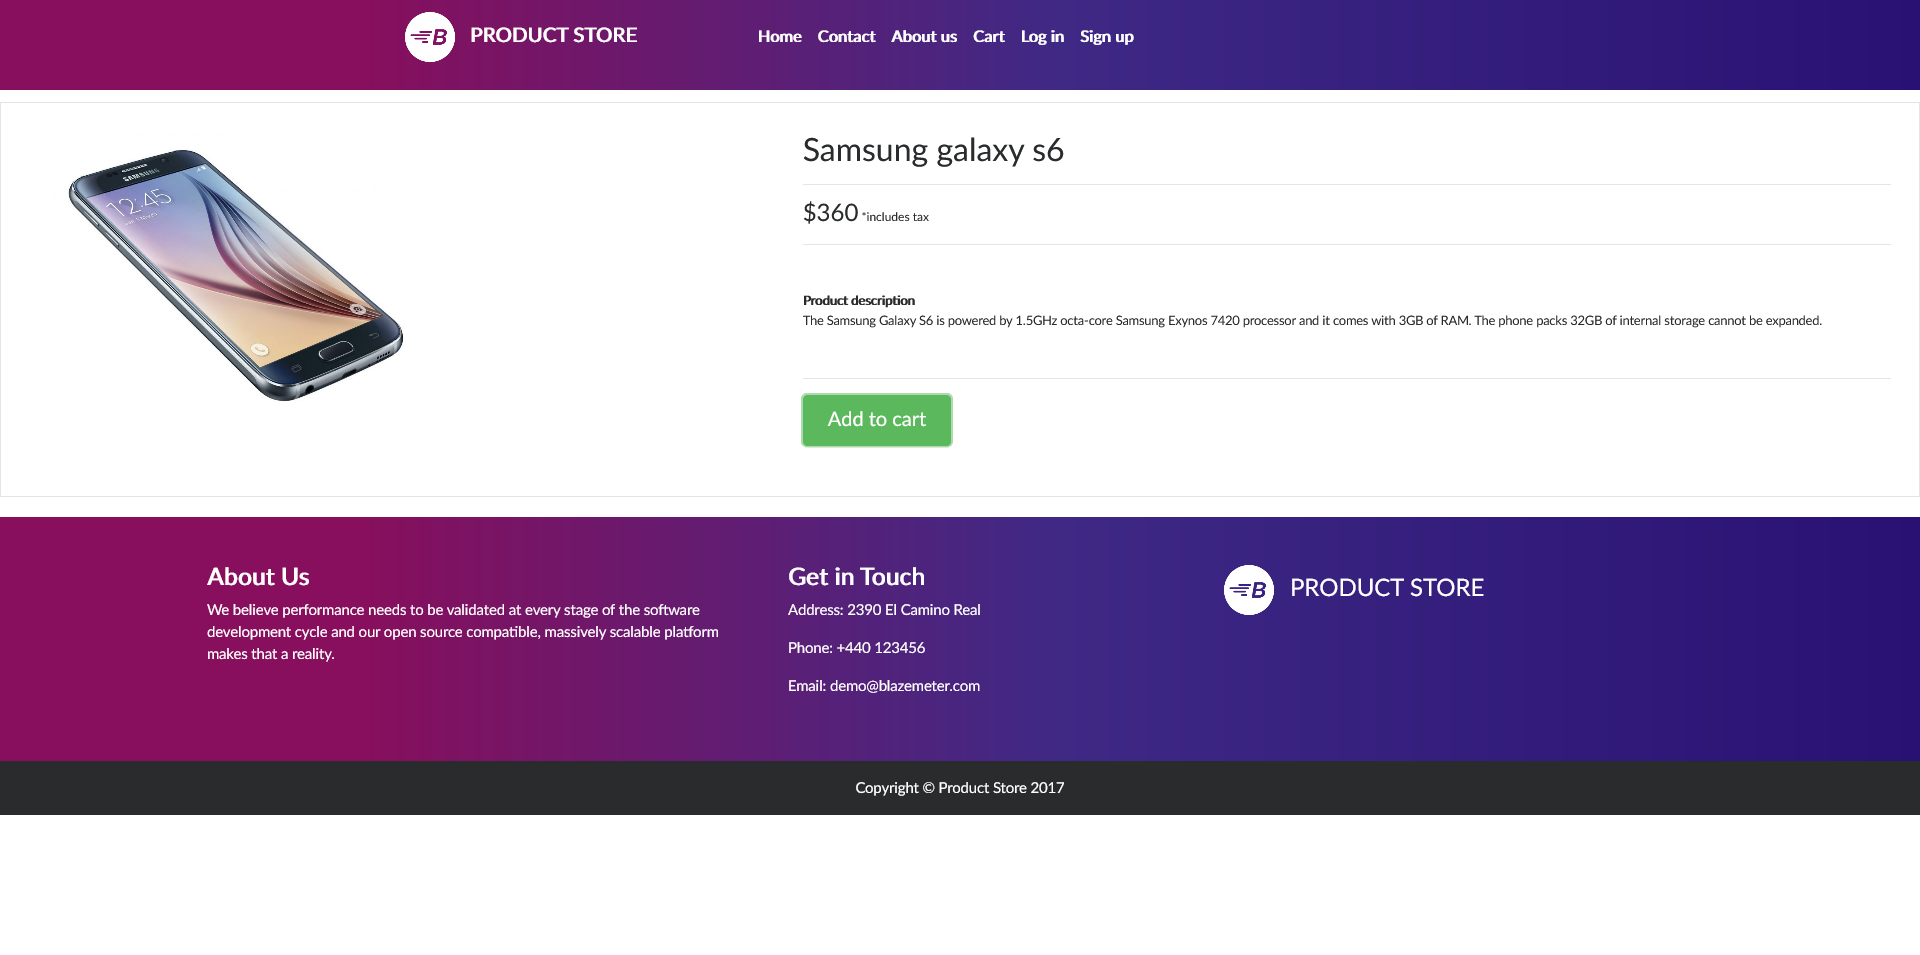 PRODUCT STORE
Home Contact About us Cart Log in Sign up
SAMSUNG
12:45
Samsung galaxy s6
$360 *includes tax
Product description
The Samsung Galaxy S6 is powered by 1.5GHz octa-core Samsung Exynos 7420 processor and it comes with 3GB of RAM. The phone packs 32GB of internal storage cannot be expanded.
Add to cart
About Us
We believe performance needs to be validated at every stage of the software
development cycle and our open source compatible, massively scalable platform
makes that a reality.
Get in Touch
Address: 2390 El Camino Real
Phone: +440 123456
Email: demo@blazemeter.com
B PRODUCT STORE
Copyright © Product Store 2017